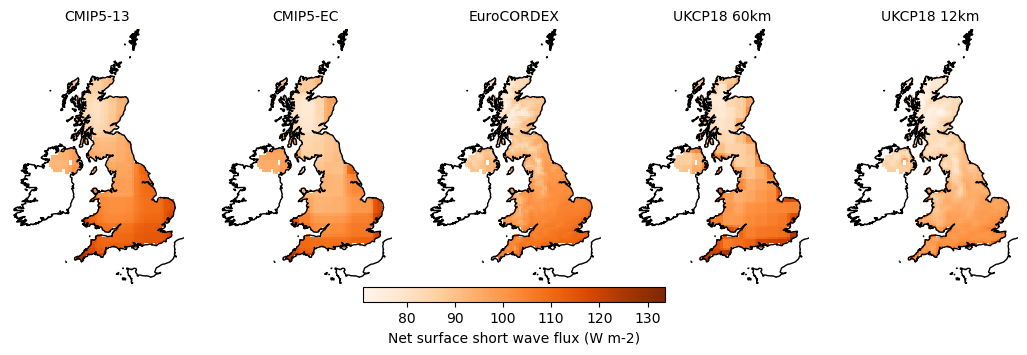 CMIP5-13 CMIP5-EC EuroCORDEX UKCP18 60km UKCP18 12km
80 90 100 110 120 130
Net surface short wave flux (W m-2)